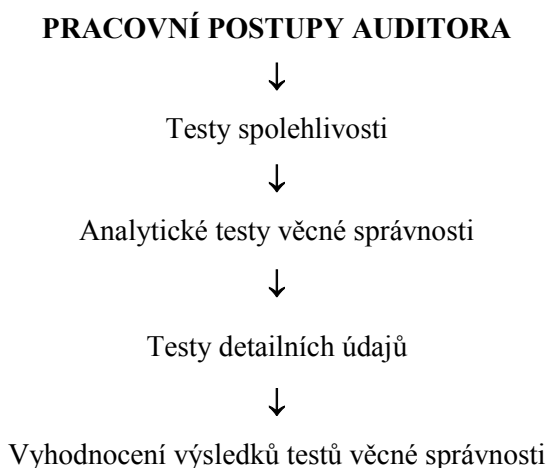 PRACOVNÍ POSTUPY AUDITORA
↓
Testy spolehlivosti
↓
Analytické testy věcné správnosti
↓
Testy detailních údajů
↓
Vyhodnocení výsledků testů věcné správnosti